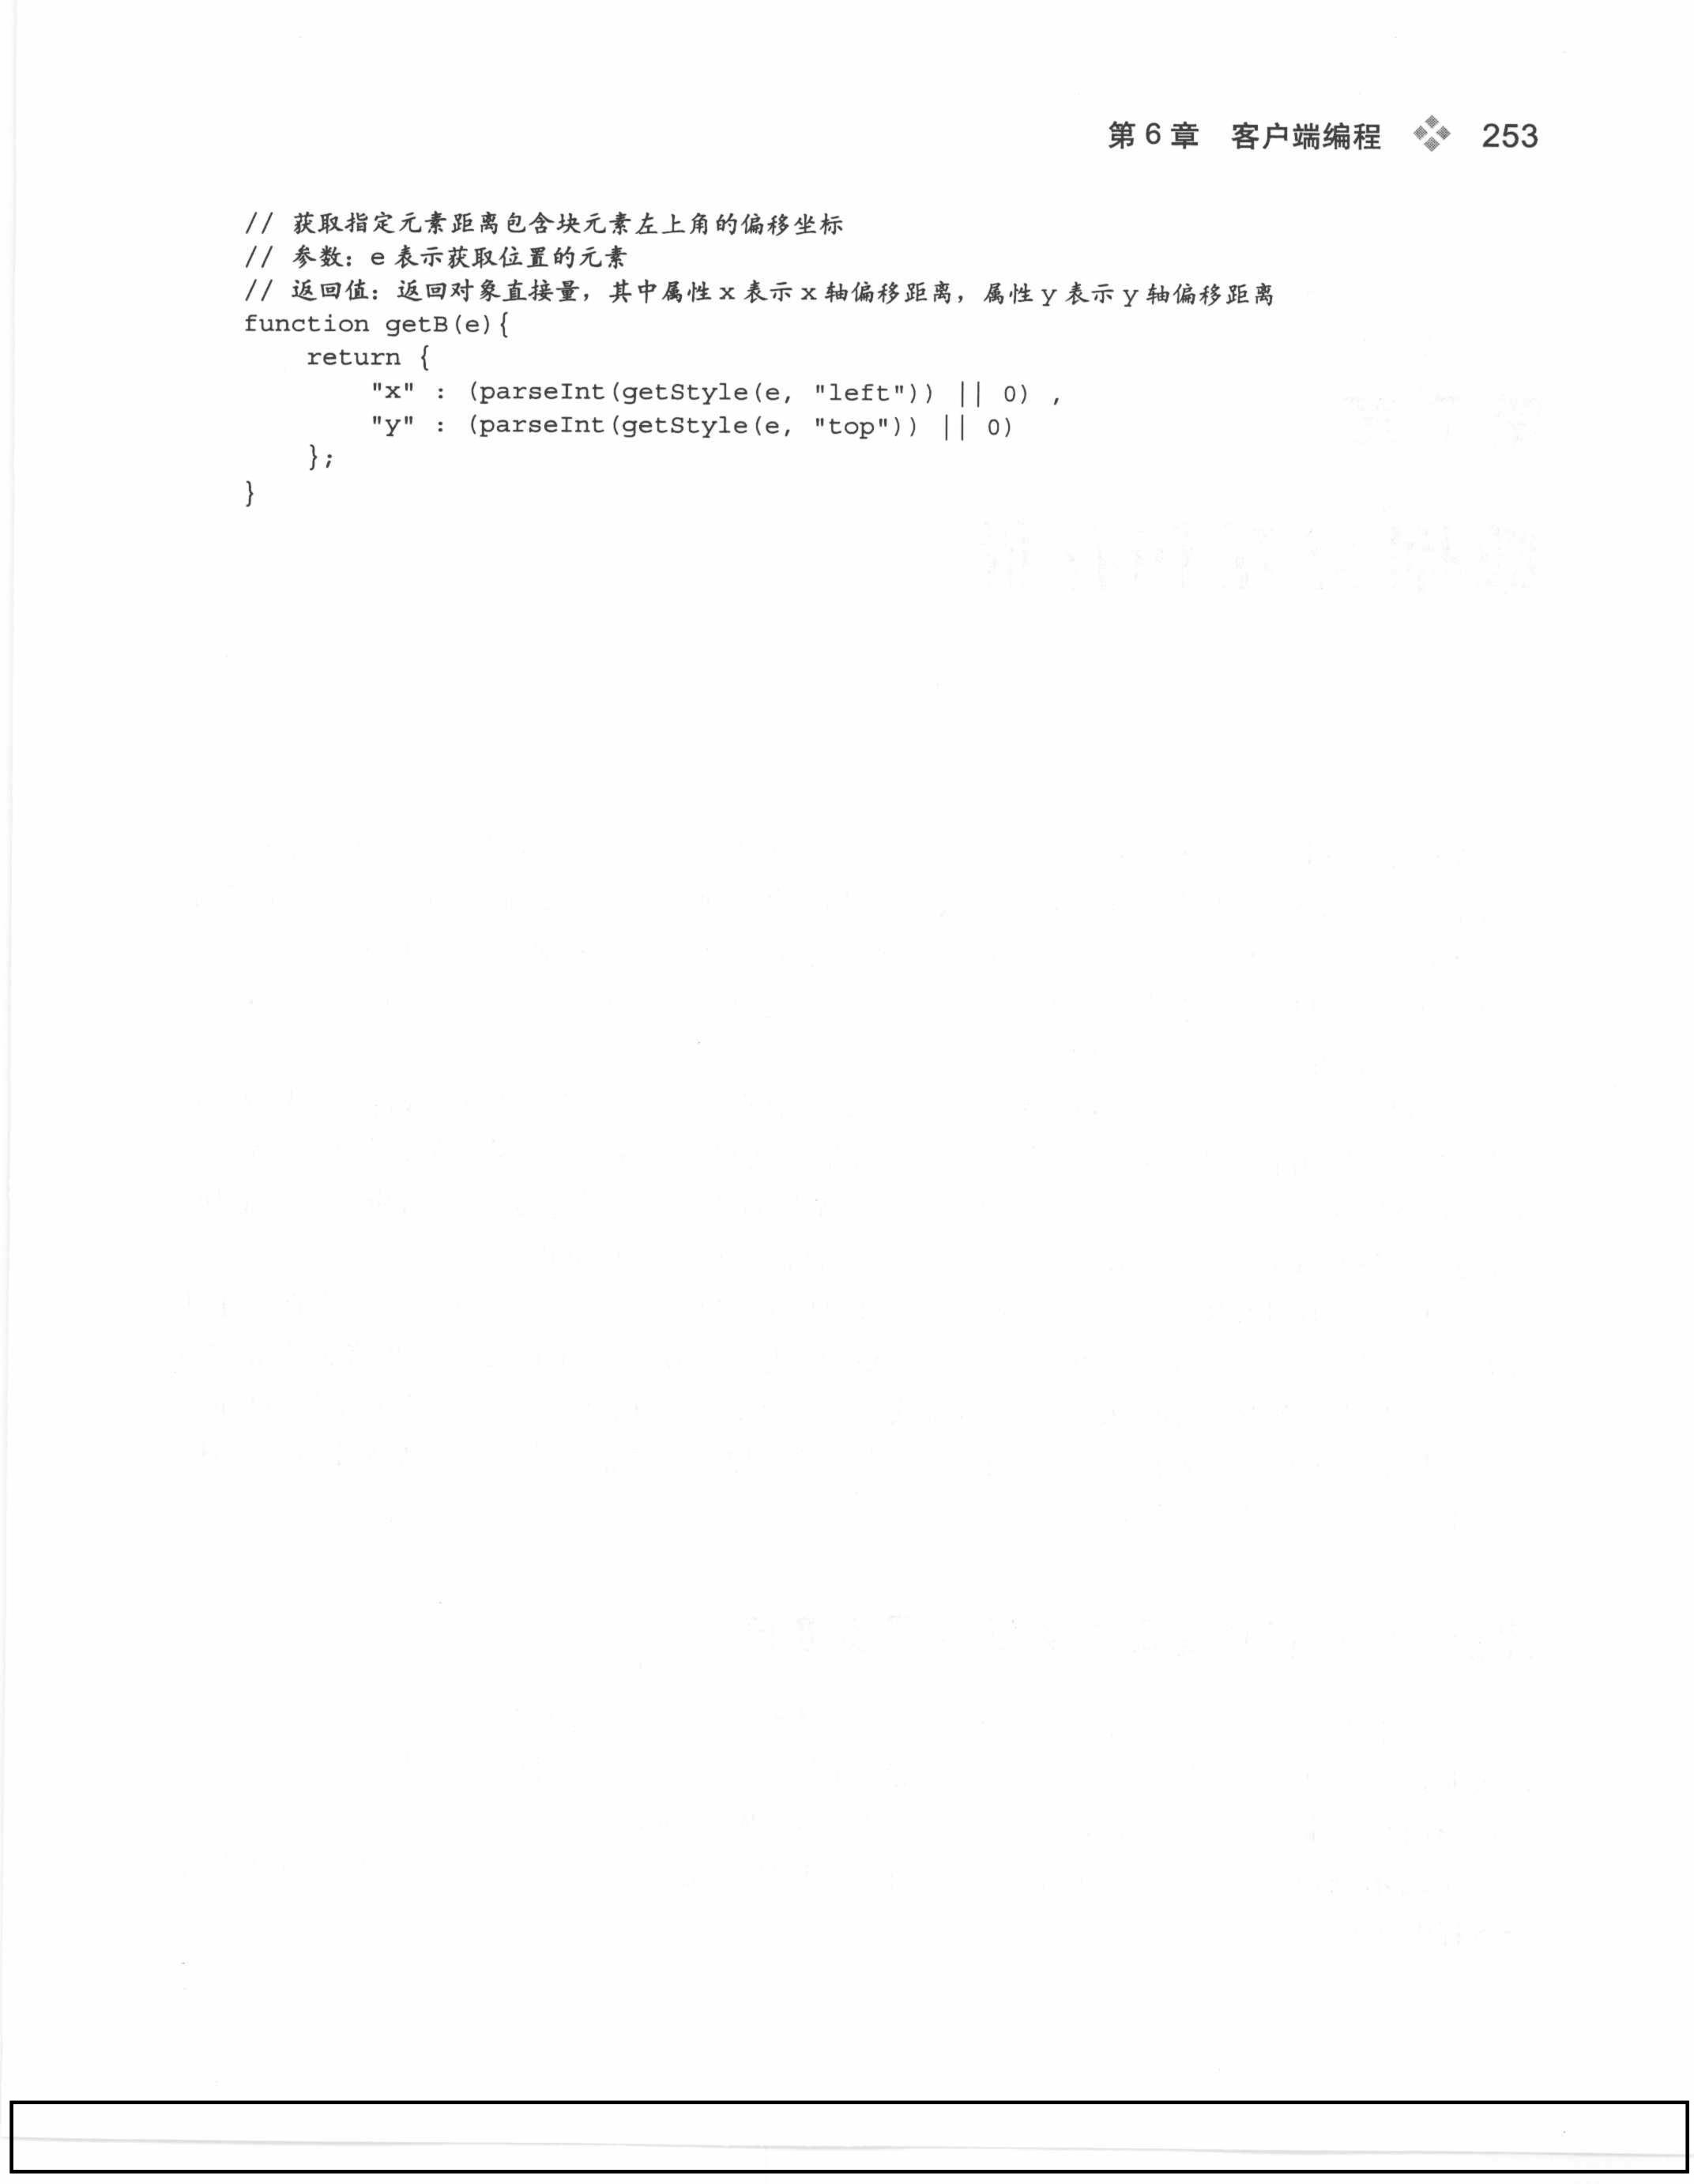 第 6 章 客户端编程 253
// 获取指定元素距离包含块元素左上角的偏移坐标
// 参数：e 表示获取位置的元素
// 返回值：返回对象直接量，其中属性 x 表示 x 轴偏移距离，属性 y 表示 y 轴偏移距离
function getB(e){
    return {
        "x" : (parseInt(getStyle(e, "left")) || 0) ,
        "y" : (parseInt(getStyle(e, "top")) || 0)
    };
}